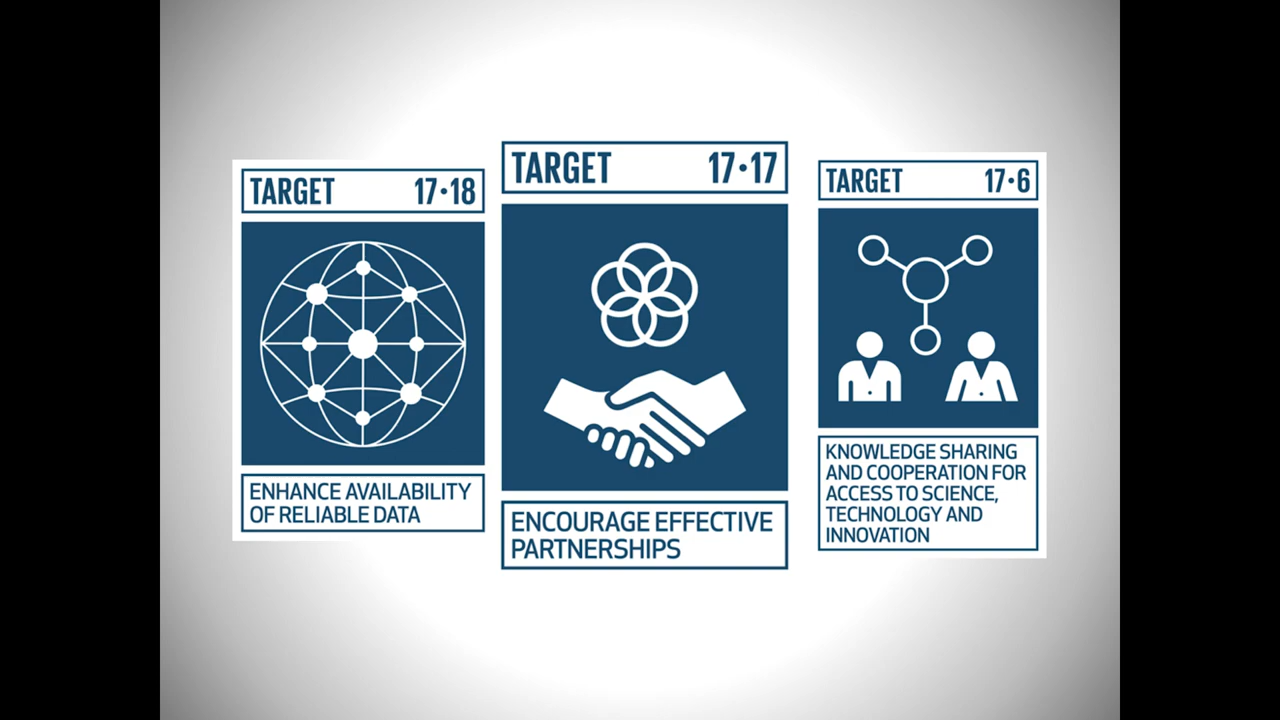 TARGET 17·18
ENHANCE AVAILABILITY
OF RELIABLE DATA
TARGET 17·17
ENCOURAGE EFFECTIVE
PARTNERSHIPS
TARGET 17·6
KNOWLEDGE SHARING
AND COOPERATION FOR
ACCESS TO SCIENCE,
TECHNOLOGY AND
INNOVATION